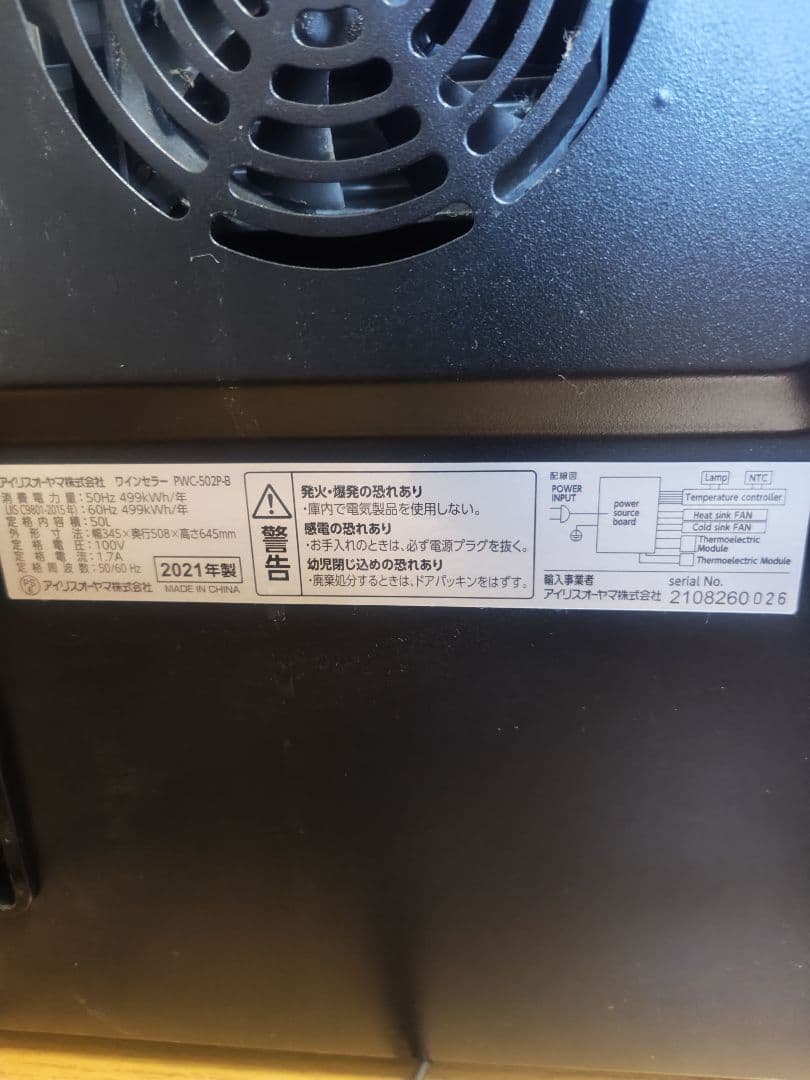 アイリスオーヤマ株式会社 ワインセラー PWC-502P-B
消費電力量:50Hz 499kWh/年
(JIS C9801-2015年):60Hz 499kWh/年
定格内容積:50L
外形寸法:幅345×奥行508×高さ645mm
定格電圧:100V
定格電流:1.7A
定格周波数:50/60 Hz
2021年製
PS E アイリスオーヤマ株式会社 MADE IN CHINA
警告
発火・爆発の恐れあり
・庫内で電気製品を使用しない。
感電の恐れあり
・お手入れのときは、必ず電源プラグを抜く。
幼児閉じ込めの恐れあり
・廃棄処分するときは、ドアパッキンをはずす。
配線図
POWER
INPUT
power
source
board
Lamp NTC
Temperature controller
Heat sink FAN
Cold sink FAN
Thermoelectric
Module
Thermoelectric Module
輸入事業者
アイリスオーヤマ株式会社
serial No.
2108260026